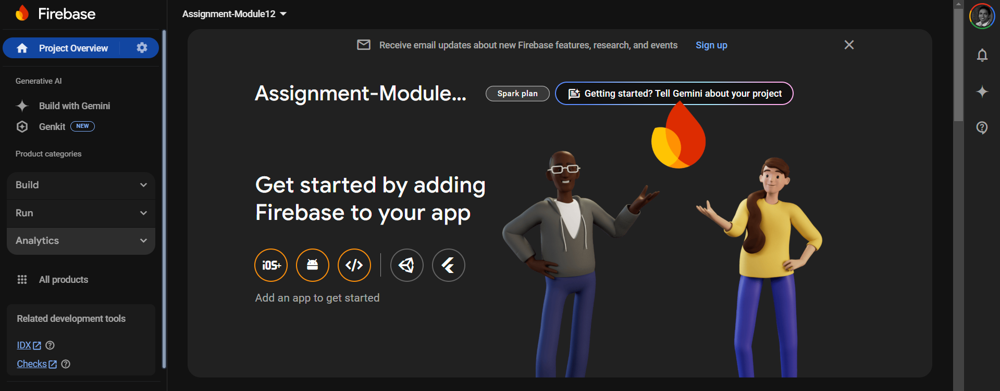 Firebase
Project Overview
Generative AI
Build with Gemini
Genkit NEW
Product categories
Build
Run
Analytics
All products
Related development tools
IDX
Checks
Assignment-Module12
Receive email updates about new Firebase features, research, and events Sign up
Assignment-Module...
Spark plan
Getting started? Tell Gemini about your project
Get started by adding
Firebase to your app
iOS+
Add an app to get started